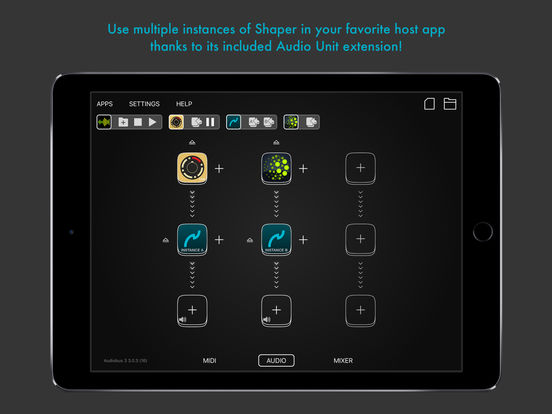 Use multiple instances of Shaper in your favorite host app
thanks to its included Audio Unit extension!
APPS SETTINGS HELP
INSTANCE A INSTANCE B
Audiobus 3 3.0.3 (16)
MIDI AUDIO MIXER